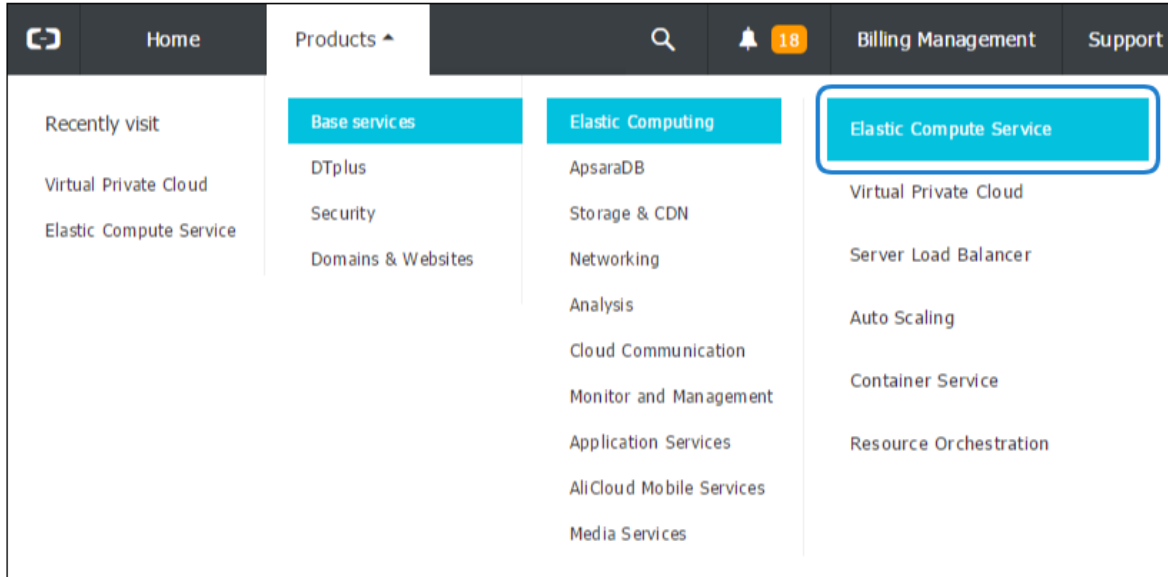 Home
Products
18
Billing Management
Support
Recently visit
Virtual Private Cloud
Elastic Compute Service
Base services
DTplus
Security
Domains & Websites
Elastic Computing
ApsaraDB
Storage & CDN
Networking
Analysis
Cloud Communication
Monitor and Management
Application Services
AliCloud Mobile Services
Media Services
Elastic Compute Service
Virtual Private Cloud
Server Load Balancer
Auto Scaling
Container Service
Resource Orchestration